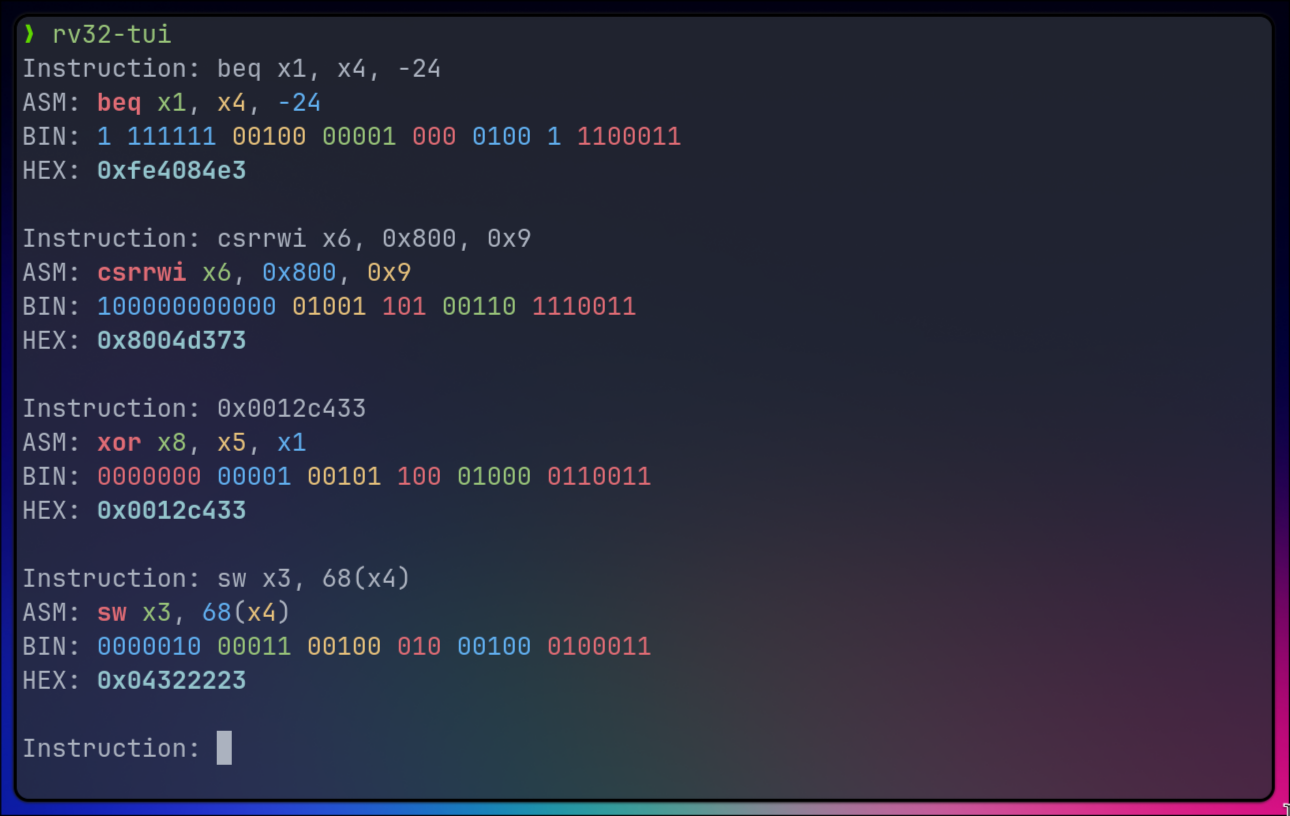 ❱ rv32-tui
Instruction: beq x1, x4, -24
ASM: beq x1, x4, -24
BIN: 1 111111 00100 00001 000 0100 1 1100011
HEX: 0xfe4084e3
Instruction: csrrwi x6, 0x800, 0x9
ASM: csrrwi x6, 0x800, 0x9
BIN: 100000000000 01001 101 00110 1110011
HEX: 0x8004d373
Instruction: 0x0012c433
ASM: xor x8, x5, x1
BIN: 0000000 00001 00101 100 01000 0110011
HEX: 0x0012c433
Instruction: sw x3, 68(x4)
ASM: sw x3, 68(x4)
BIN: 0000010 00011 00100 010 00100 0100011
HEX: 0x04322223
Instruction: